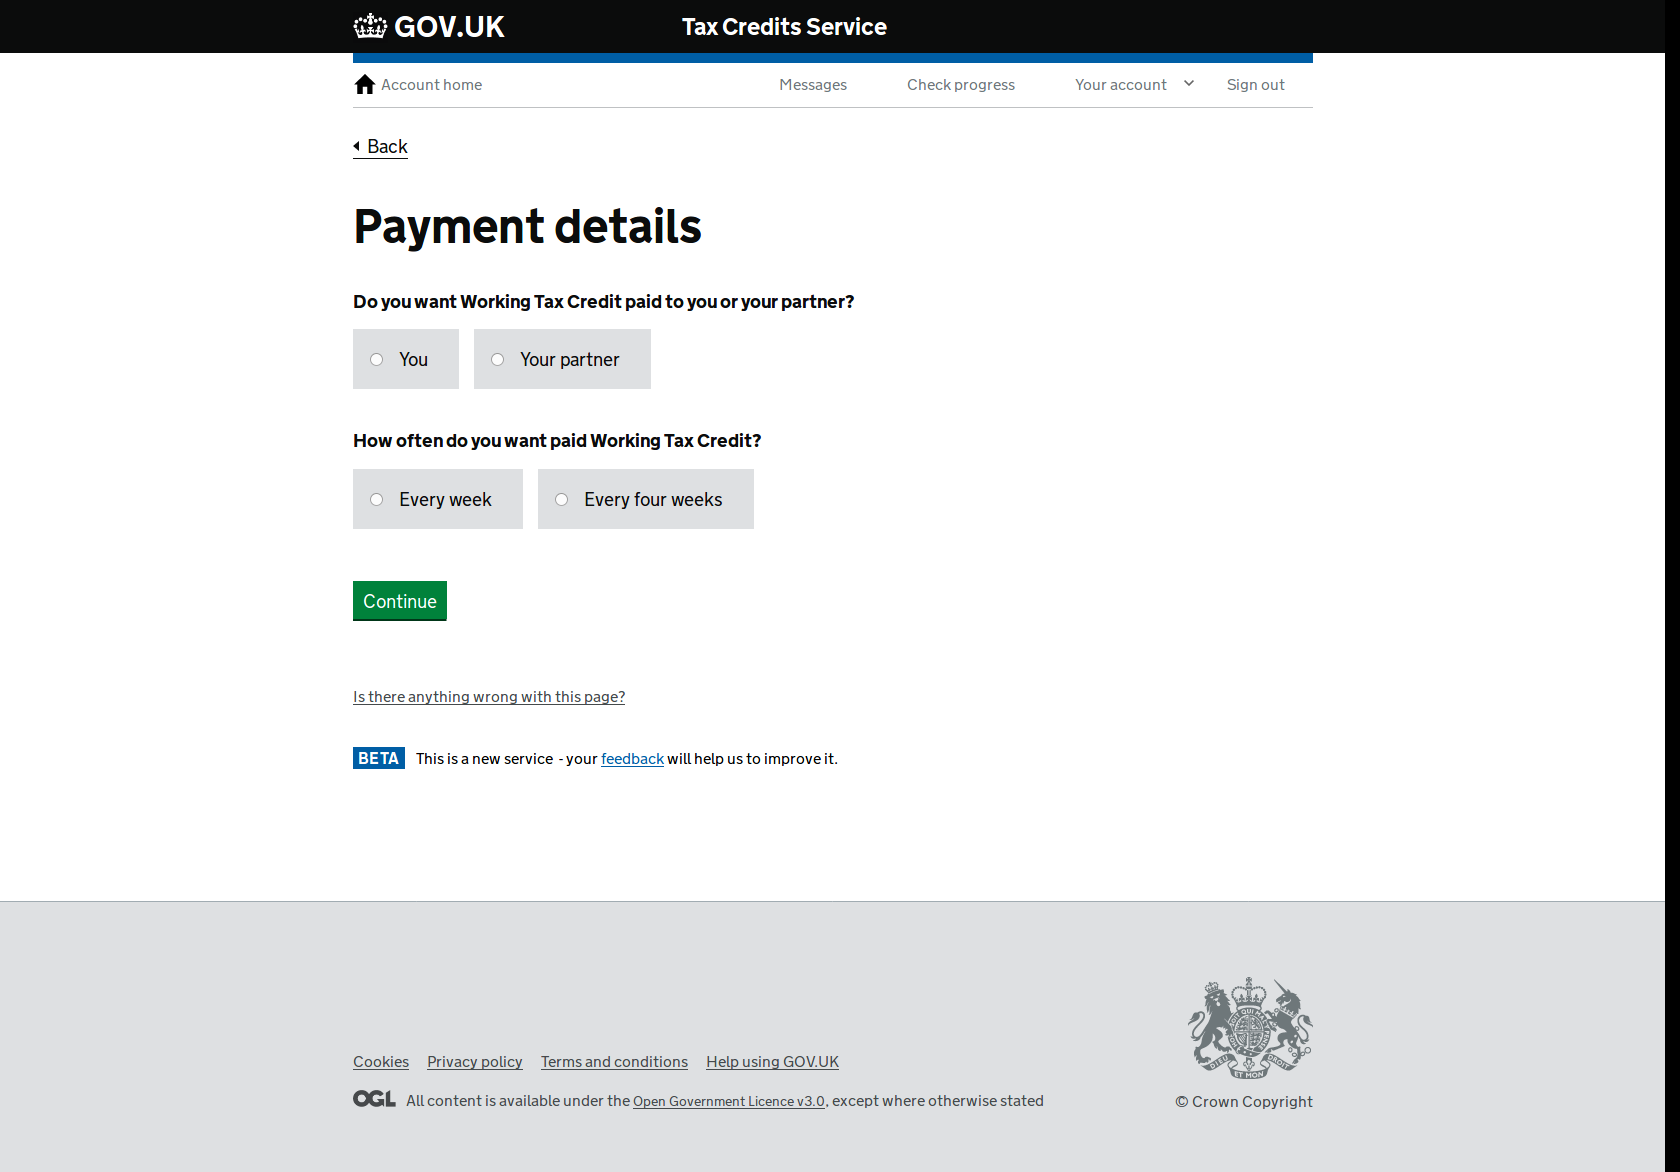 GOV.UK
Tax Credits Service
Account home
Messages
Check progress
Your account
Sign out
Back
Payment details
Do you want Working Tax Credit paid to you or your partner?
You
Your partner
How often do you want paid Working Tax Credit?
Every week
Every four weeks
Continue
Is there anything wrong with this page?
BETA This is a new service - your feedback will help us to improve it.
Cookies Privacy policy Terms and conditions Help using GOV.UK
OGL All content is available under the Open Government Licence v3.0, except where otherwise stated
DIEU ET MON DROIT
© Crown Copyright